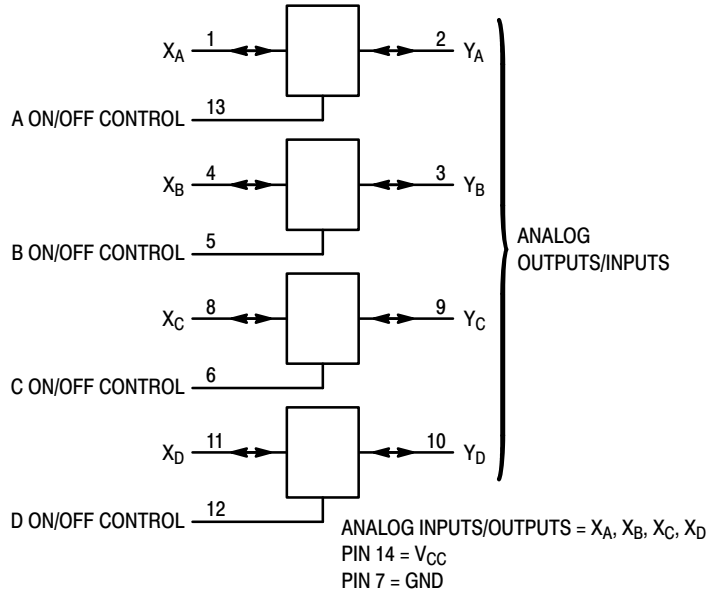 X_A 1 2 Y_A
A ON/OFF CONTROL 13
X_B 4 3 Y_B
B ON/OFF CONTROL 5
X_C 8 9 Y_C
C ON/OFF CONTROL 6
X_D 11 10 Y_D
D ON/OFF CONTROL 12
ANALOG
OUTPUTS/INPUTS
ANALOG INPUTS/OUTPUTS = X_A, X_B, X_C, X_D
PIN 14 = V_CC
PIN 7 = GND